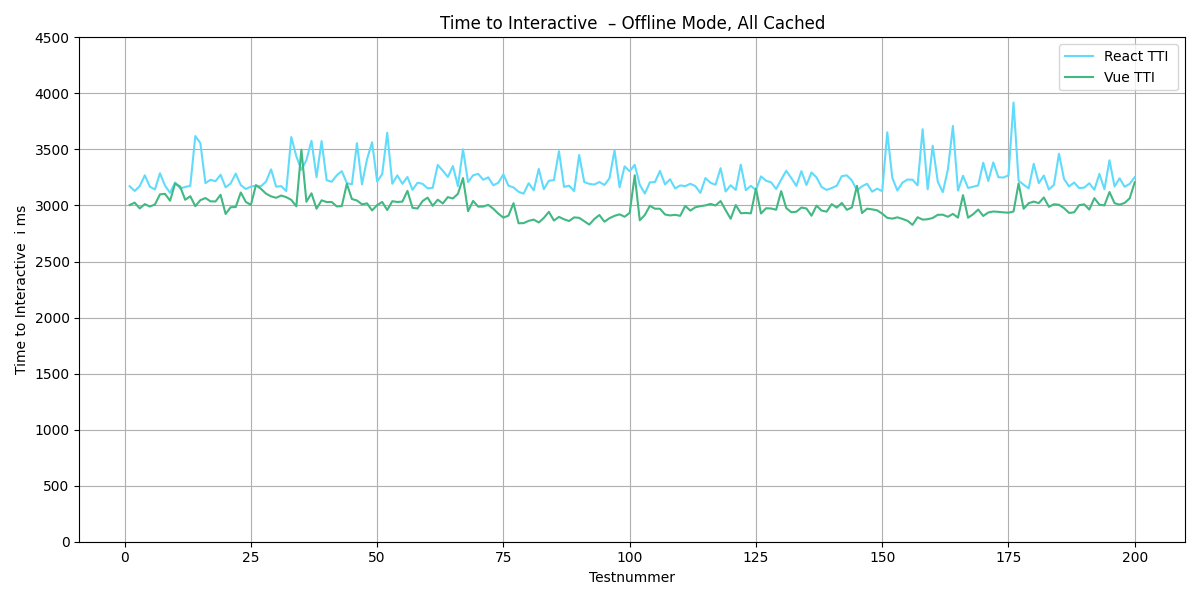 Time to Interactive  – Offline Mode, All Cached
React TTI
Vue TTI
Time to Interactive  i ms
4500
4000
3500
3000
2500
2000
1500
1000
500
0
0 25 50 75 100 125 150 175 200
Testnummer